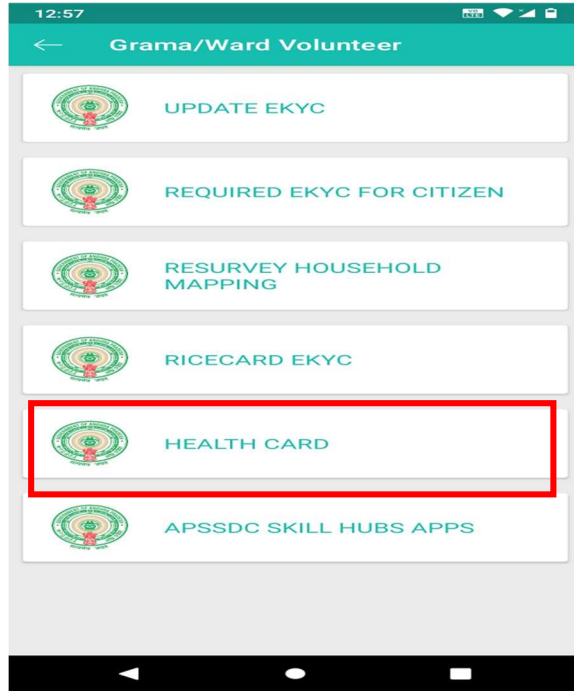 12:57
Grama/Ward Volunteer
UPDATE EKYC
REQUIRED EKYC FOR CITIZEN
RESURVEY HOUSEHOLD
MAPPING
RICECARD EKYC
HEALTH CARD
APSSDC SKILL HUBS APPS